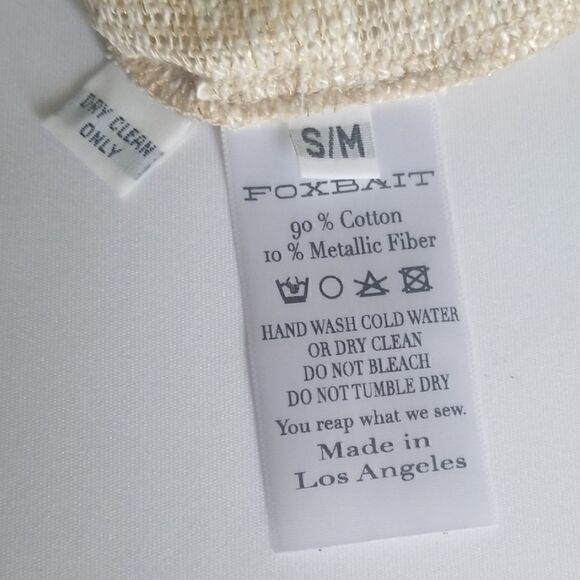 DRY CLEAN
ONLY
S/M
FOXBAIT
90 % Cotton
10 % Metallic Fiber
HAND WASH COLD WATER
OR DRY CLEAN
DO NOT BLEACH
DO NOT TUMBLE DRY
You reap what we sew.
Made in
Los Angeles